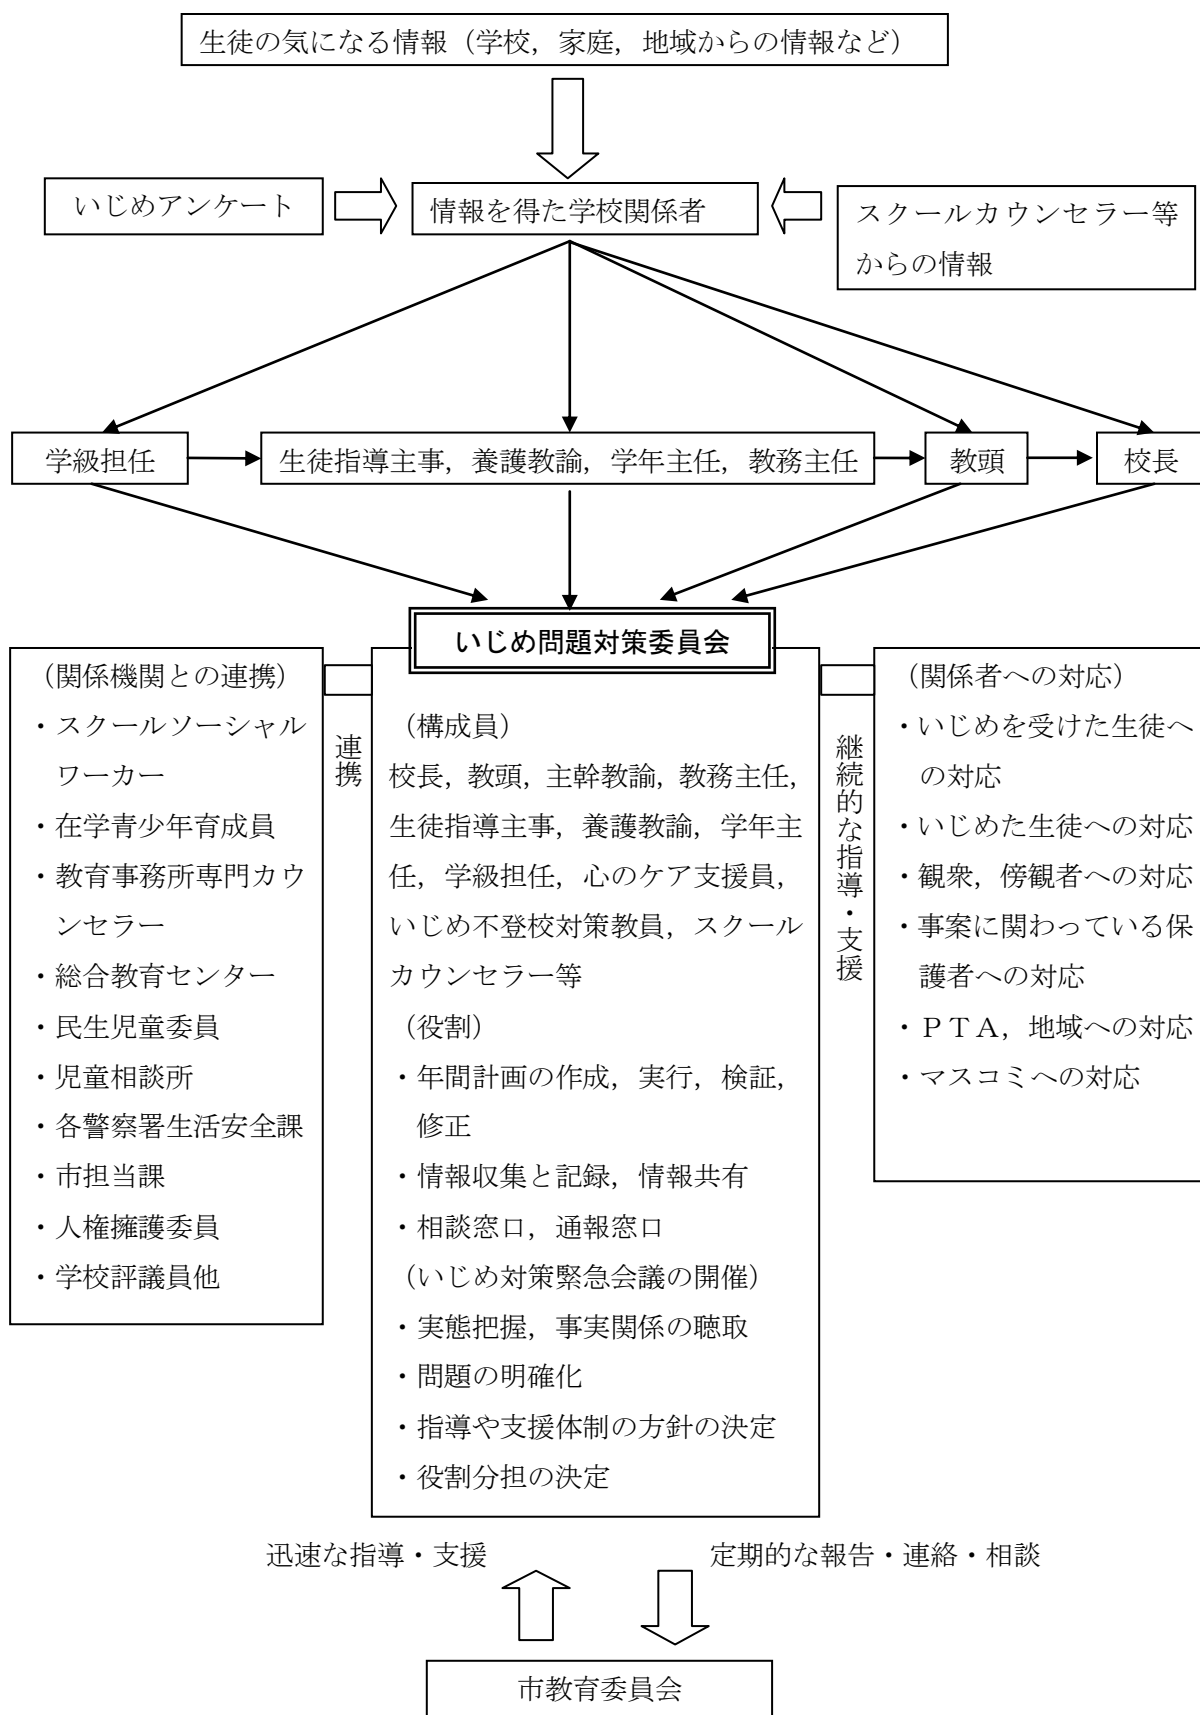 生徒の気になる情報（学校，家庭，地域からの情報など）
いじめアンケート
情報を得た学校関係者
スクールカウンセラー等
からの情報
学級担任
生徒指導主事，養護教諭，学年主任，教務主任
教頭
校長
いじめ問題対策委員会
（関係機関との連携）
・スクールソーシャル
ワーカー
・在学青少年育成員
・教育事務所専門カウ
ンセラー
・総合教育センター
・民生児童委員
・児童相談所
・各警察署生活安全課
・市担当課
・人権擁護委員
・学校評議員他
連携
（構成員）
校長，教頭，主幹教諭，教務主任，
生徒指導主事，養護教諭，学年主
任，学級担任，心のケア支援員，
いじめ不登校対策教員，スクール
カウンセラー等
（役割）
・年間計画の作成，実行，検証，
修正
・情報収集と記録，情報共有
・相談窓口，通報窓口
（いじめ対策緊急会議の開催）
・実態把握，事実関係の聴取
・問題の明確化
・指導や支援体制の方針の決定
・役割分担の決定
継続的な指導・支援
（関係者への対応）
・いじめを受けた生徒へ
の対応
・いじめた生徒への対応
・観衆，傍観者への対応
・事案に関わっている保
護者への対応
・ＰＴＡ，地域への対応
・マスコミへの対応
迅速な指導・支援
定期的な報告・連絡・相談
市教育委員会